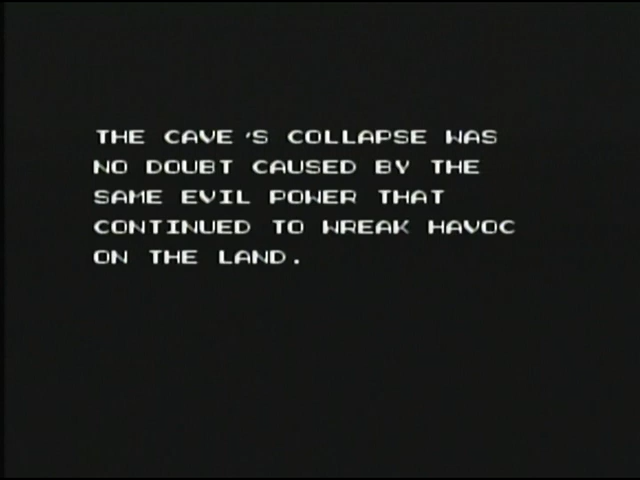 THE CAVE'S COLLAPSE WAS
NO DOUBT CAUSED BY THE
SAME EVIL POWER THAT
CONTINUED TO WREAK HAVOC
ON THE LAND.